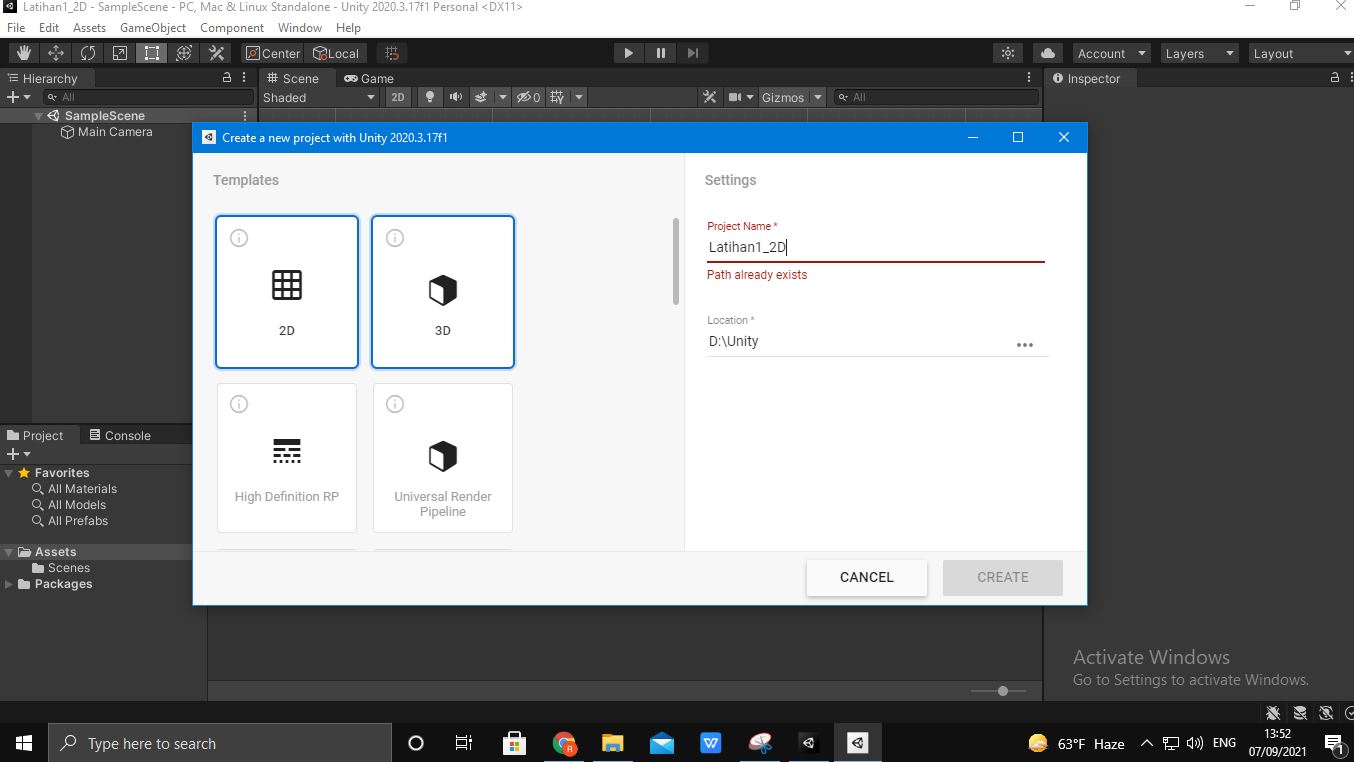 Latihan1_2D - SampleScene - PC, Mac & Linux Standalone - Unity 2020.3.17f1 Personal <DX11>
File Edit Assets GameObject Component Window Help
Center Local Account Layers Layout
Hierarchy Scene Game Inspector
All Shaded 2D 0 Gizmos All
SampleScene
Main Camera
Create a new project with Unity 2020.3.17f1
Templates
2D
3D
High Definition RP
Universal Render
Pipeline
Settings
Project Name *
Latihan1_2D
Path already exists
Location *
D:\Unity
CANCEL CREATE
Project Console
Favorites
All Materials
All Models
All Prefabs
Assets
Scenes
Packages
Activate Windows
Go to Settings to activate Windows.
Type here to search
W
R
63°F Haze
ENG
13:52
07/09/2021
1